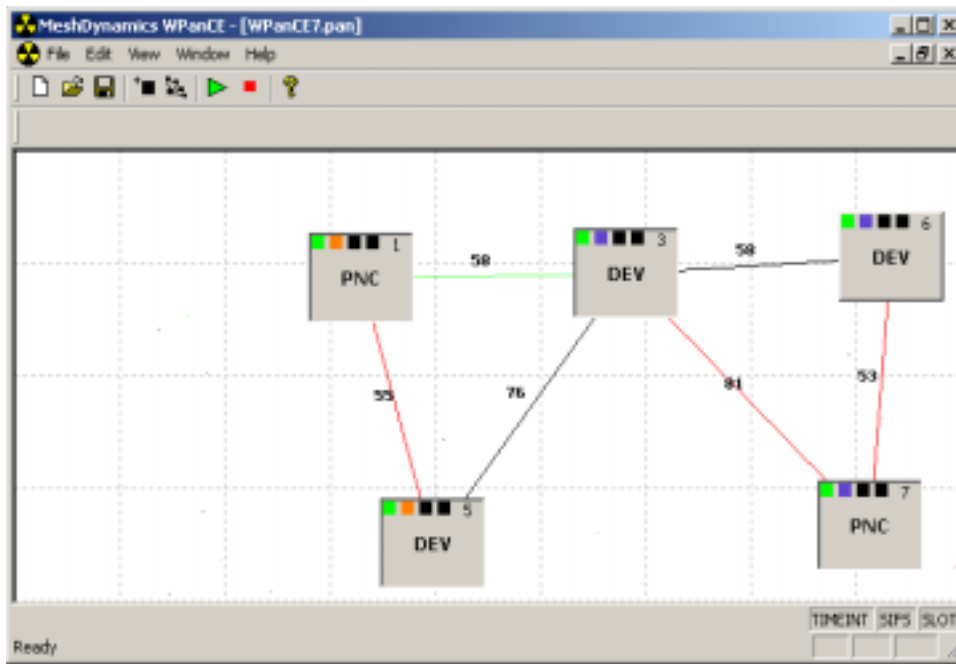 MeshDynamics WPanCE - [WPanCE7.pan]
File Edit View Window Help
1
PNC
58
3
DEV
58
6
DEV
55
76
81
53
5
DEV
7
PNC
TIMEINT SIFS SLOT
Ready